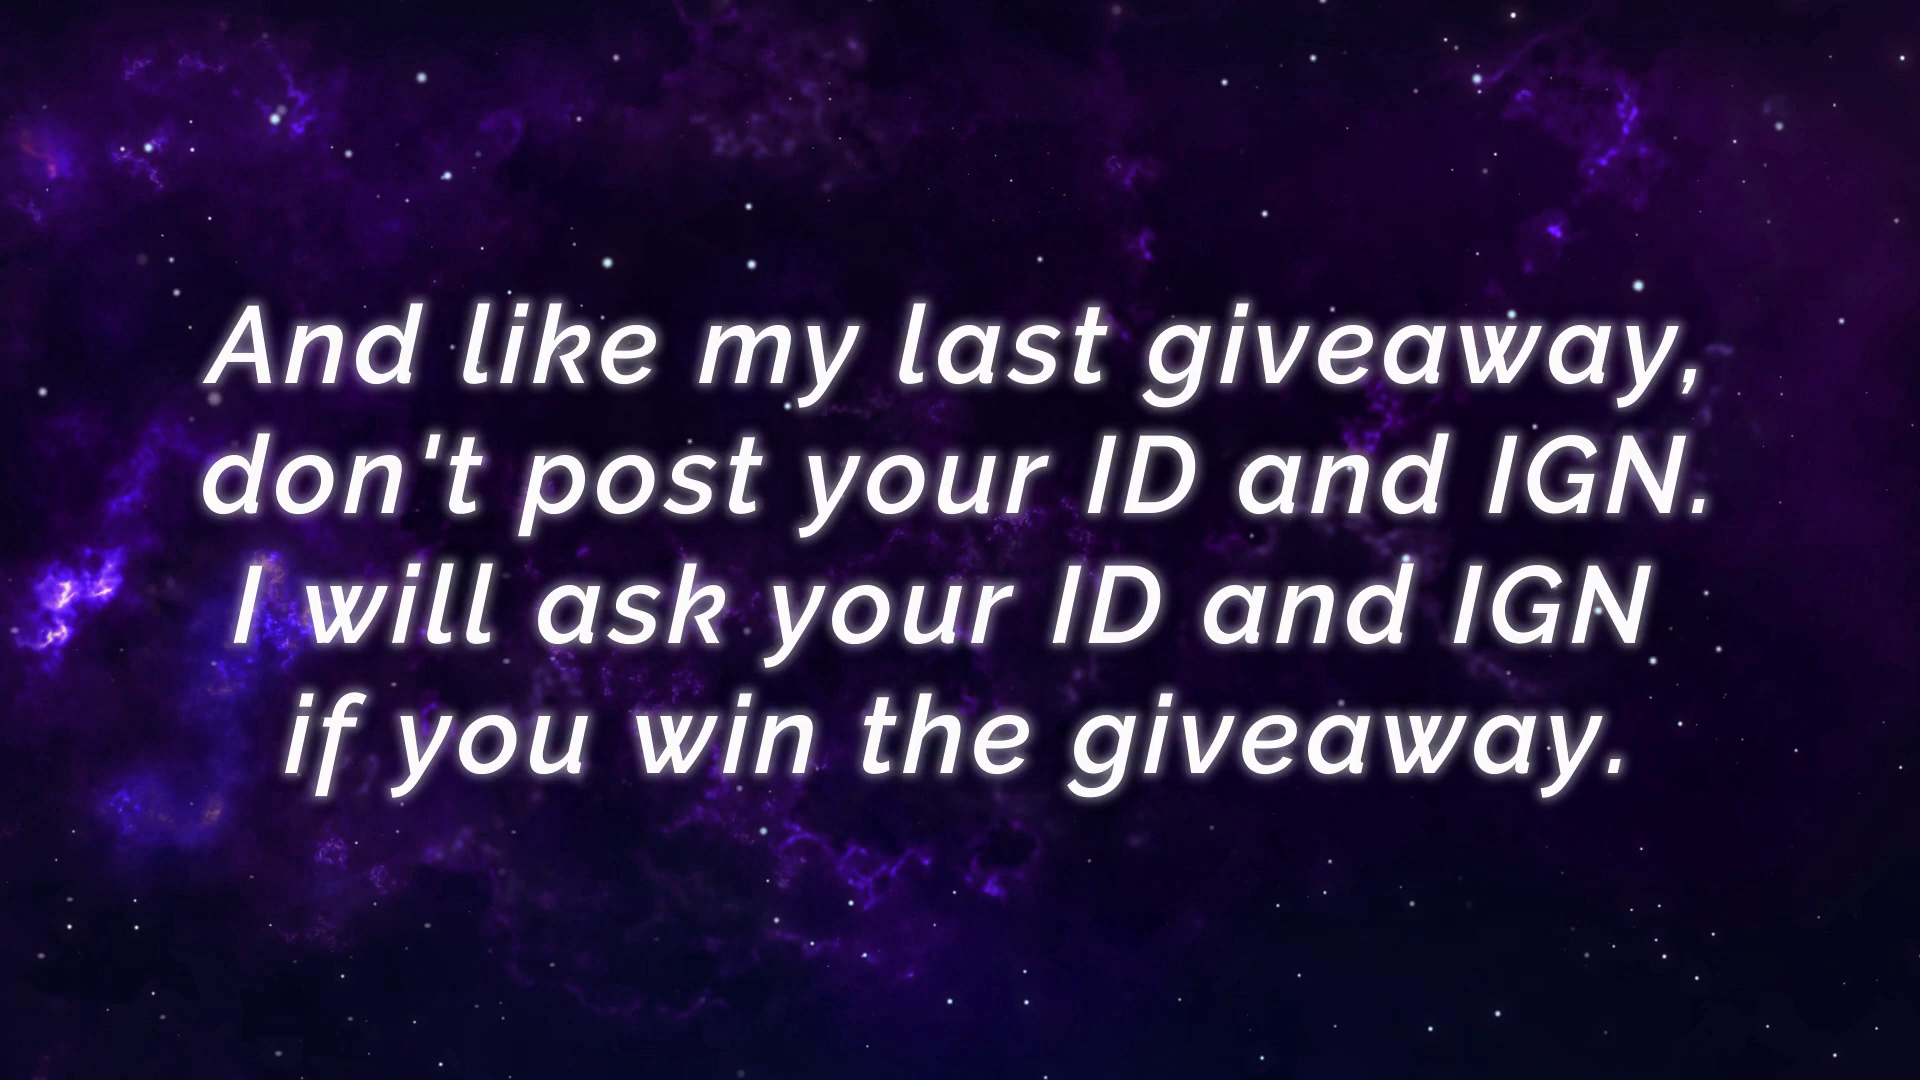 And like my last giveaway,
don't post your ID and IGN.
I will ask your ID and IGN
if you win the giveaway.